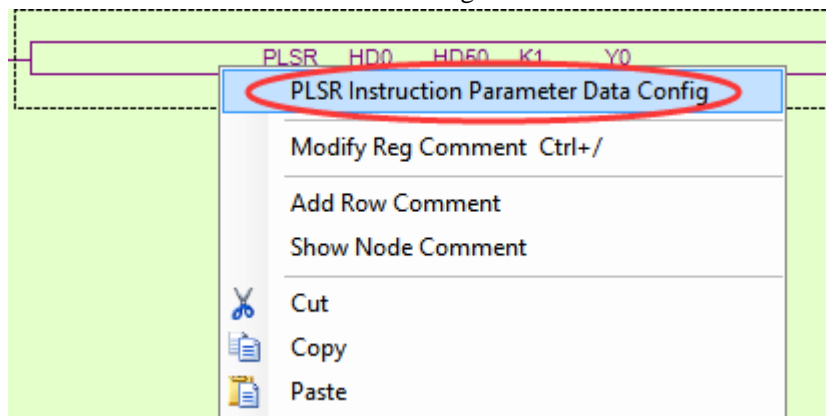 PLSR HD0 HD50 K1 Y0
PLSR Instruction Parameter Data Config
Modify Reg Comment Ctrl+/
Add Row Comment
Show Node Comment
Cut
Copy
Paste